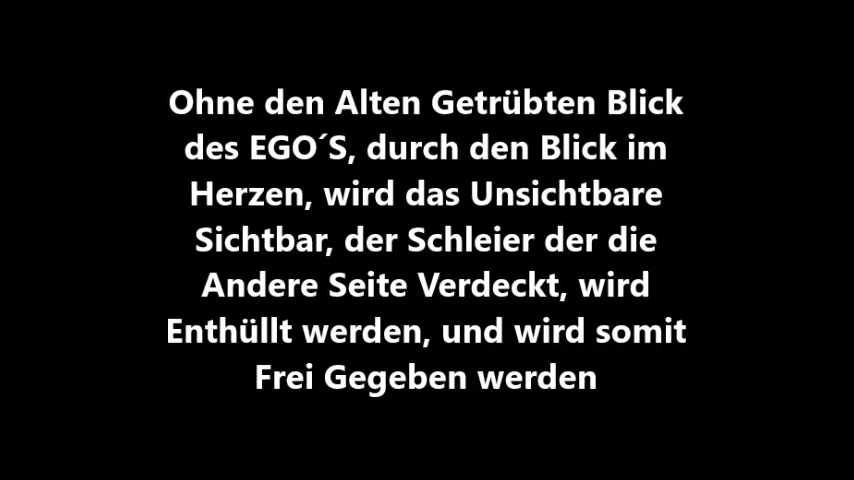 Ohne den Alten Getrübten Blick
des EGO´S, durch den Blick im
Herzen, wird das Unsichtbare
Sichtbar, der Schleier der die
Andere Seite Verdeckt, wird
Enthüllt werden, und wird somit
Frei Gegeben werden